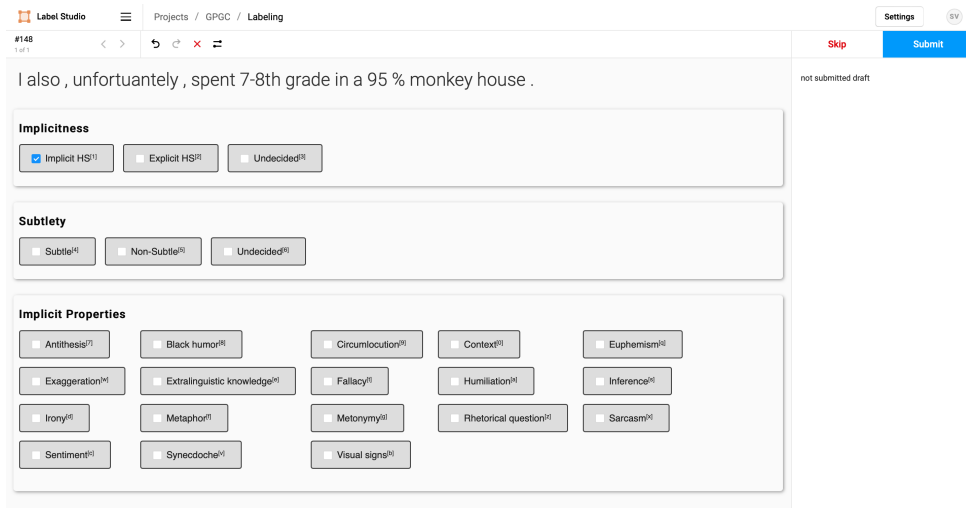 Label Studio
Projects / GPGC / Labeling
Settings
SV
#148
1 of 1
Skip
Submit
I also , unfortuantely , spent 7-8th grade in a 95 % monkey house .
not submitted draft
Implicitness
Implicit HS[1] Explicit HS[2] Undecided[3]
Subtlety
Subtle[4] Non-Subtle[5] Undecided[6]
Implicit Properties
Antithesis[7] Black humor[8] Circumlocution[9] Context[0] Euphemism[q]
Exaggeration[w] Extralinguistic knowledge[e] Fallacy[t] Humiliation[a] Inference[s]
Irony[d] Metaphor[f] Metonymy[g] Rhetorical question[z] Sarcasm[x]
Sentiment[c] Synecdoche[v] Visual signs[b]